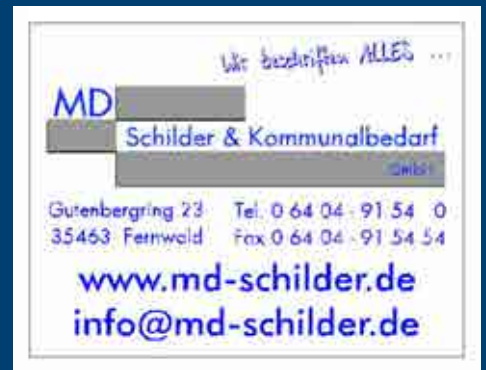 Wir beschriften ALLES ...
MD
Schilder & Kommunalbedarf
GmbH
Gutenbergring 23 Tel. 0 64 04 - 91 54 0
35463 Fernwald Fax 0 64 04 - 91 54 54
www.md-schilder.de
info@md-schilder.de